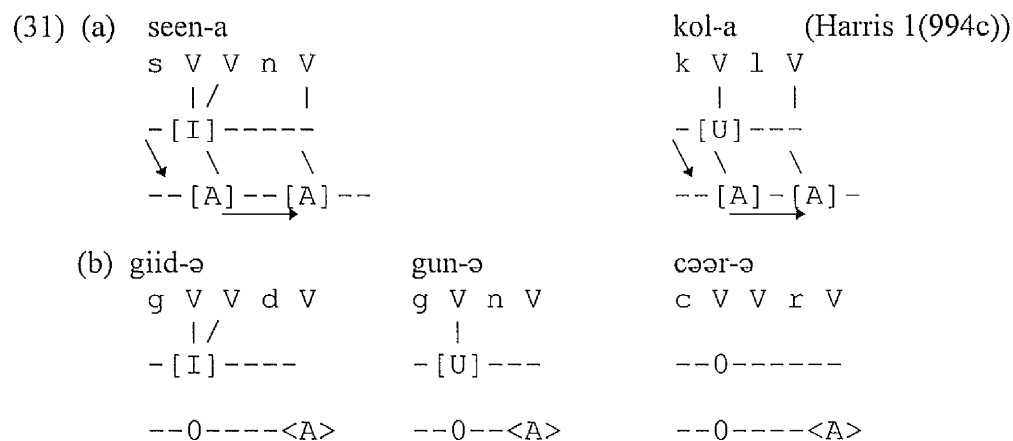 (31) (a) seen-a kol-a (Harris 1(994c))
s V V n V k V l V
| / | | |
-[I]----- -[U]---
\ \ \ \
--[A]--[A]-- --[A]-[A]-
(b) giid-ə gun-ə cəər-ə
g V V d V g V n V c V V r V
| / |
-[I]---- -[U]--- --0------
--0----<A> --0--<A> --0----<A>